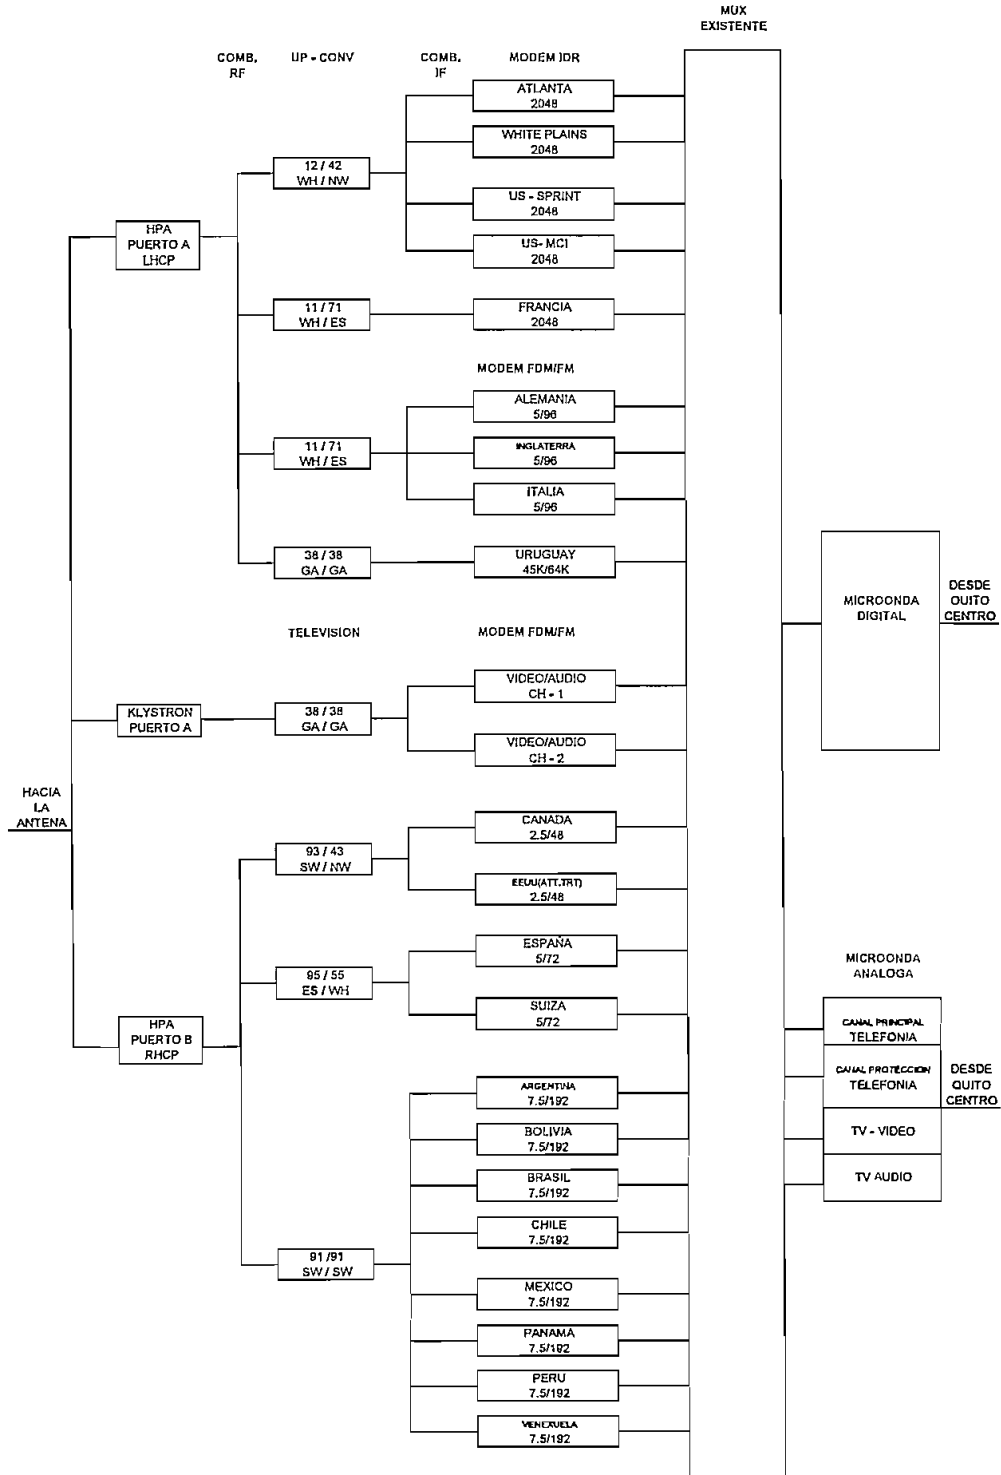 MUX
EXISTENTE
COMB.
RF
UP - CONV
COMB.
IF
MODEM IDR
ATLANTA
2048
WHITE PLAINS
2048
12 / 42
WH / NW
US - SPRINT
2048
US- MCI
2048
HPA
PUERTO A
LHCP
11 / 71
WH / ES
FRANCIA
2048
MODEM FDM/FM
ALEMANIA
5/96
11 / 71
WH / ES
INGLATERRA
5/96
ITALIA
5/96
38 / 38
GA / GA
URUGUAY
45K/64K
MICROONDA
DIGITAL
DESDE
QUITO
CENTRO
TELEVISION
MODEM FDM/FM
VIDEO/AUDIO
CH - 1
KLYSTRON
PUERTO A
38 / 38
GA / GA
VIDEO/AUDIO
CH - 2
HACIA
LA
ANTENA
CANADA
2.5/48
93 / 43
SW / NW
EEUU(ATT.TRT)
2.5/48
ESPAÑA
5/72
95 / 55
ES / WH
SUIZA
5/72
MICROONDA
ANALOGA
HPA
PUERTO B
RHCP
CANAL PRINCIPAL
TELEFONIA
CANAL PROTECCION
TELEFONIA
DESDE
QUITO
CENTRO
TV - VIDEO
TV AUDIO
ARGENTINA
7.5/192
BOLIVIA
7.5/192
BRASIL
7.5/192
CHILE
7.5/192
91 /91
SW / SW
MEXICO
7.5/192
PANAMA
7.5/192
PERU
7.5/192
VENEXUELA
7.5/192